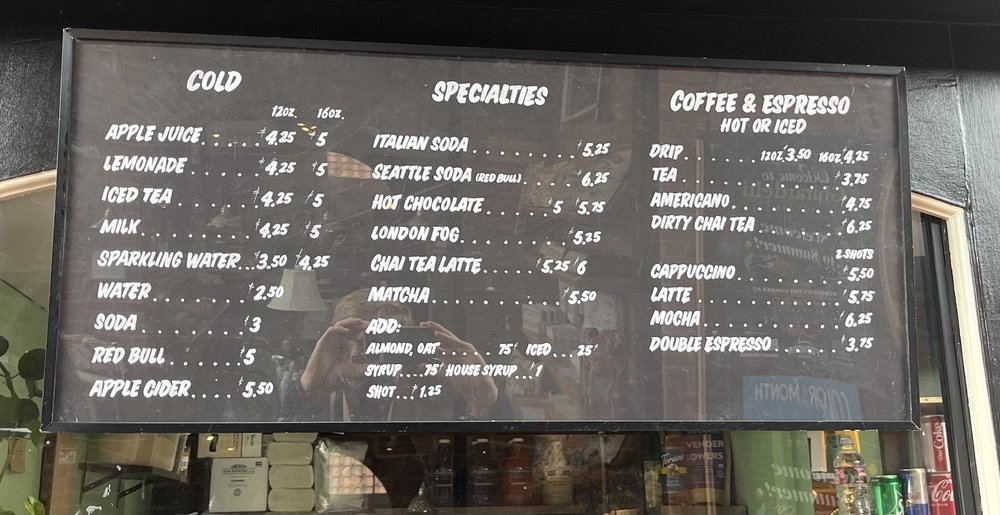 COLD
12OZ. 16OZ.
APPLE JUICE..... $4.25 $5
LEMONADE....... $4.25 $5
ICED TEA........ $4.25 $5
MILK............ $4.25 $5
SPARKLING WATER...$3.50 $4.25
WATER.......... $2.50
SODA........... $3
RED BULL........ $5
APPLE CIDER.... $5.50
SPECIALTIES
ITALIAN SODA.......... $5.25
SEATTLE SODA (RED BULL)....... $6.25
HOT CHOCOLATE....... $5 $5.75
LONDON FOG.......... $5.25
CHAI TEA LATTE...... $5.25 $6
MATCHA............ $5.50
ADD:
ALMOND, OAT........ 75¢ ICED... 25¢
SYRUP....75¢ HOUSE SYRUP...$1
SHOT...$1.25
COFFEE & ESPRESSO
HOT OR ICED
DRIP....... 12OZ.$3.50 16OZ.$4.25
TEA............... $3.75
AMERICANO.......... $4.75
DIRTY CHAI TEA........ $6.25
2 SHOTS
CAPPUCCINO.......... $5.50
LATTE.............. $5.75
MOCHA............. $6.25
DOUBLE ESPRESSO....... $3.75
Torani
Coke
Coca